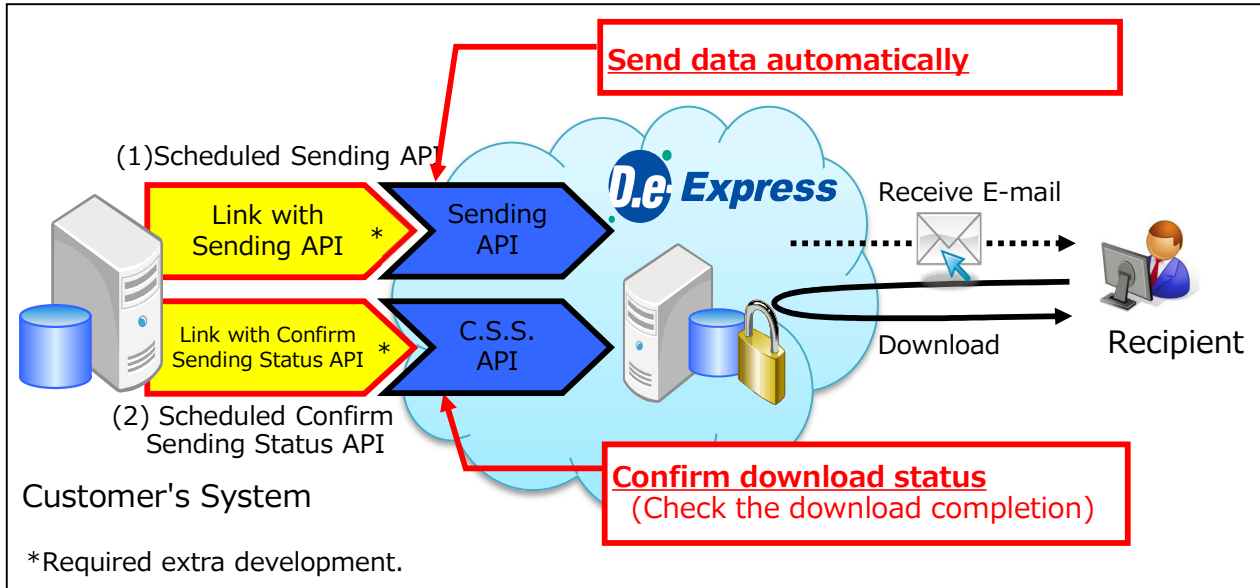 Send data automatically
(1)Scheduled Sending API
D.e Express
Receive E-mail
Link with
Sending API *
Sending
API
Link with Confirm
Sending Status API *
C.S.S.
API
Download
Recipient
(2) Scheduled Confirm
Sending Status API
Confirm download status
(Check the download completion)
Customer's System
*Required extra development.